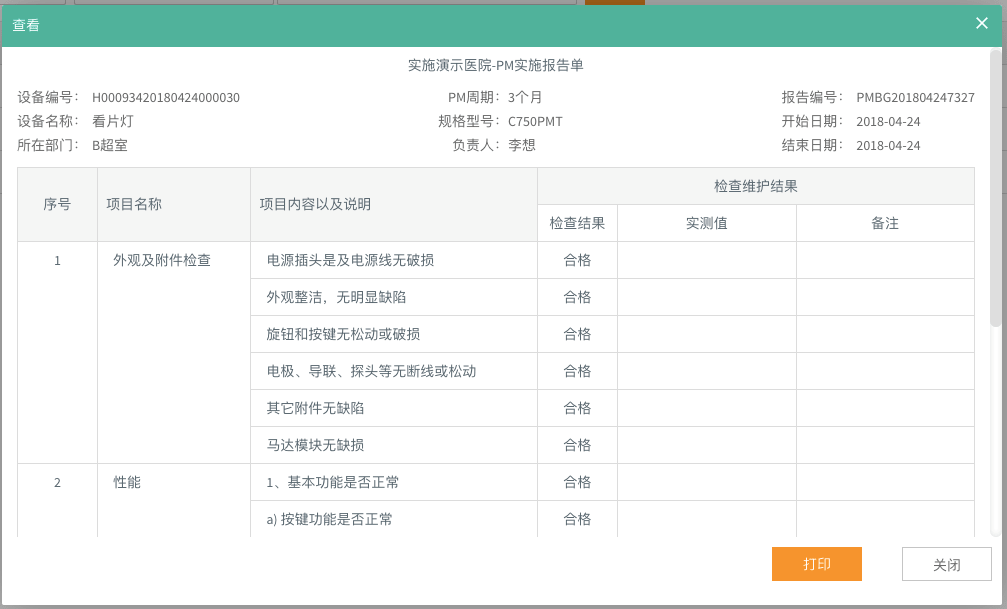 查看
实施演示医院-PM实施报告单
设备编号： H00093420180424000030 PM周期： 3个月 报告编号： PMBG201804247327
设备名称： 看片灯 规格型号： C750PMT 开始日期： 2018-04-24
所在部门： B超室 负责人： 李想 结束日期： 2018-04-24
序号 项目名称 项目内容以及说明 检查维护结果
检查结果 实测值 备注
1 外观及附件检查 电源插头是及电源线无破损 合格
外观整洁，无明显缺陷 合格
旋钮和按键无松动或破损 合格
电极、导联、探头等无断线或松动 合格
其它附件无缺陷 合格
马达模块无缺损 合格
2 性能 1、基本功能是否正常 合格
a) 按键功能是否正常 合格
打印 关闭